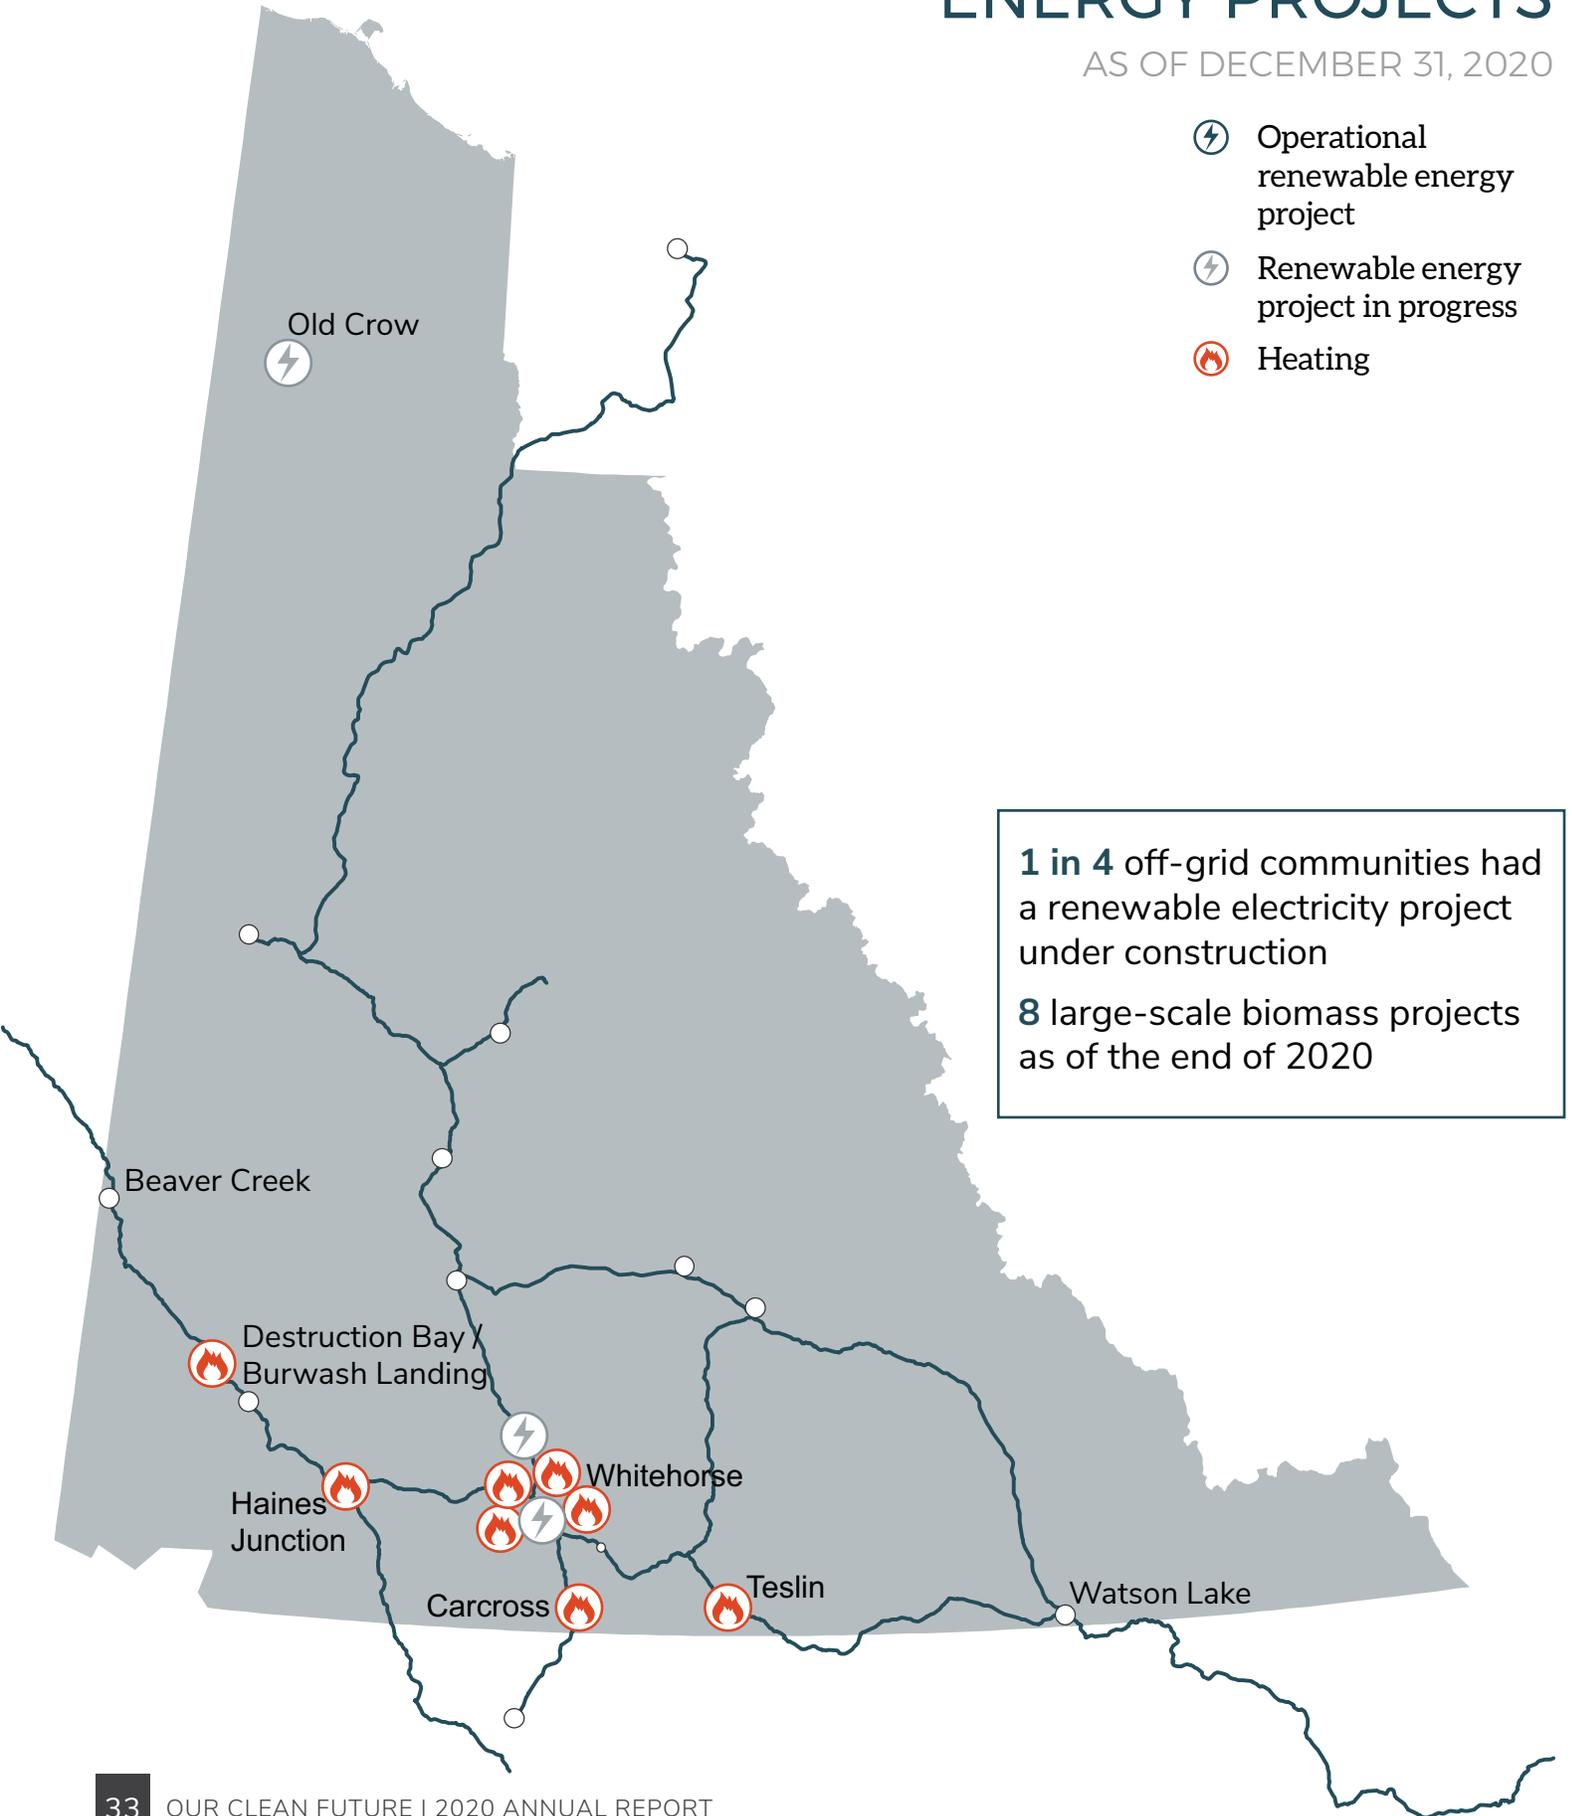 ENERGY PROJECTS
AS OF DECEMBER 31, 2020
Operational
renewable energy
project
Renewable energy
project in progress
Heating
Old Crow
1 in 4 off-grid communities had
a renewable electricity project
under construction
8 large-scale biomass projects
as of the end of 2020
Beaver Creek
Destruction Bay /
Burwash Landing
Whitehorse
Haines
Junction
Carcross
Teslin
Watson Lake
33 OUR CLEAN FUTURE | 2020 ANNUAL REPORT